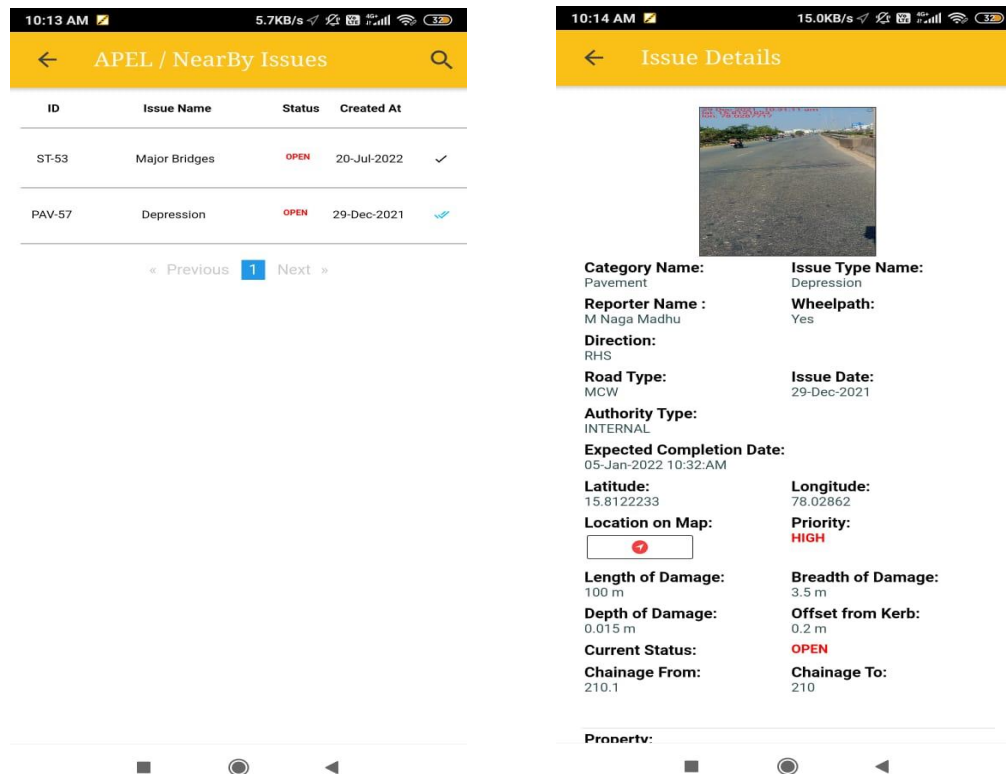 10:13 AM 5.7KB/s 4G+ 32
APEL / NearBy Issues
ID Issue Name Status Created At
ST-53 Major Bridges OPEN 20-Jul-2022
PAV-57 Depression OPEN 29-Dec-2021
« Previous 1 Next »
10:14 AM 15.0KB/s 4G+ 32
Issue Details
Category Name: Issue Type Name:
Pavement Depression
Reporter Name : Wheelpath:
M Naga Madhu Yes
Direction:
RHS
Road Type: Issue Date:
MCW 29-Dec-2021
Authority Type:
INTERNAL
Expected Completion Date:
05-Jan-2022 10:32:AM
Latitude: Longitude:
15.8122233 78.02862
Location on Map: Priority:
HIGH
Length of Damage: Breadth of Damage:
100 m 3.5 m
Depth of Damage: Offset from Kerb:
0.015 m 0.2 m
Current Status: OPEN
Chainage From: Chainage To:
210.1 210
Property: